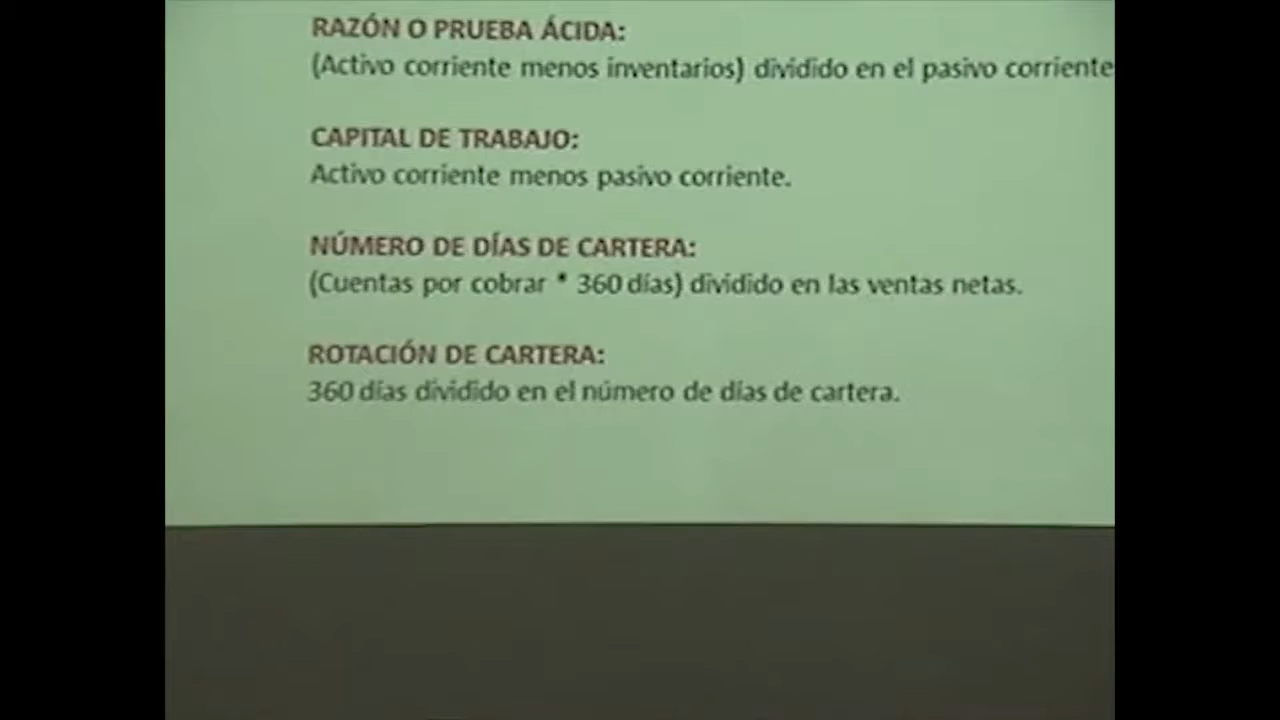 RAZÓN O PRUEBA ÁCIDA:
(Activo corriente menos inventarios) dividido en el pasivo corriente
CAPITAL DE TRABAJO:
Activo corriente menos pasivo corriente.
NÚMERO DE DÍAS DE CARTERA:
(Cuentas por cobrar * 360 días) dividido en las ventas netas.
ROTACIÓN DE CARTERA:
360 días dividido en el número de días de cartera.